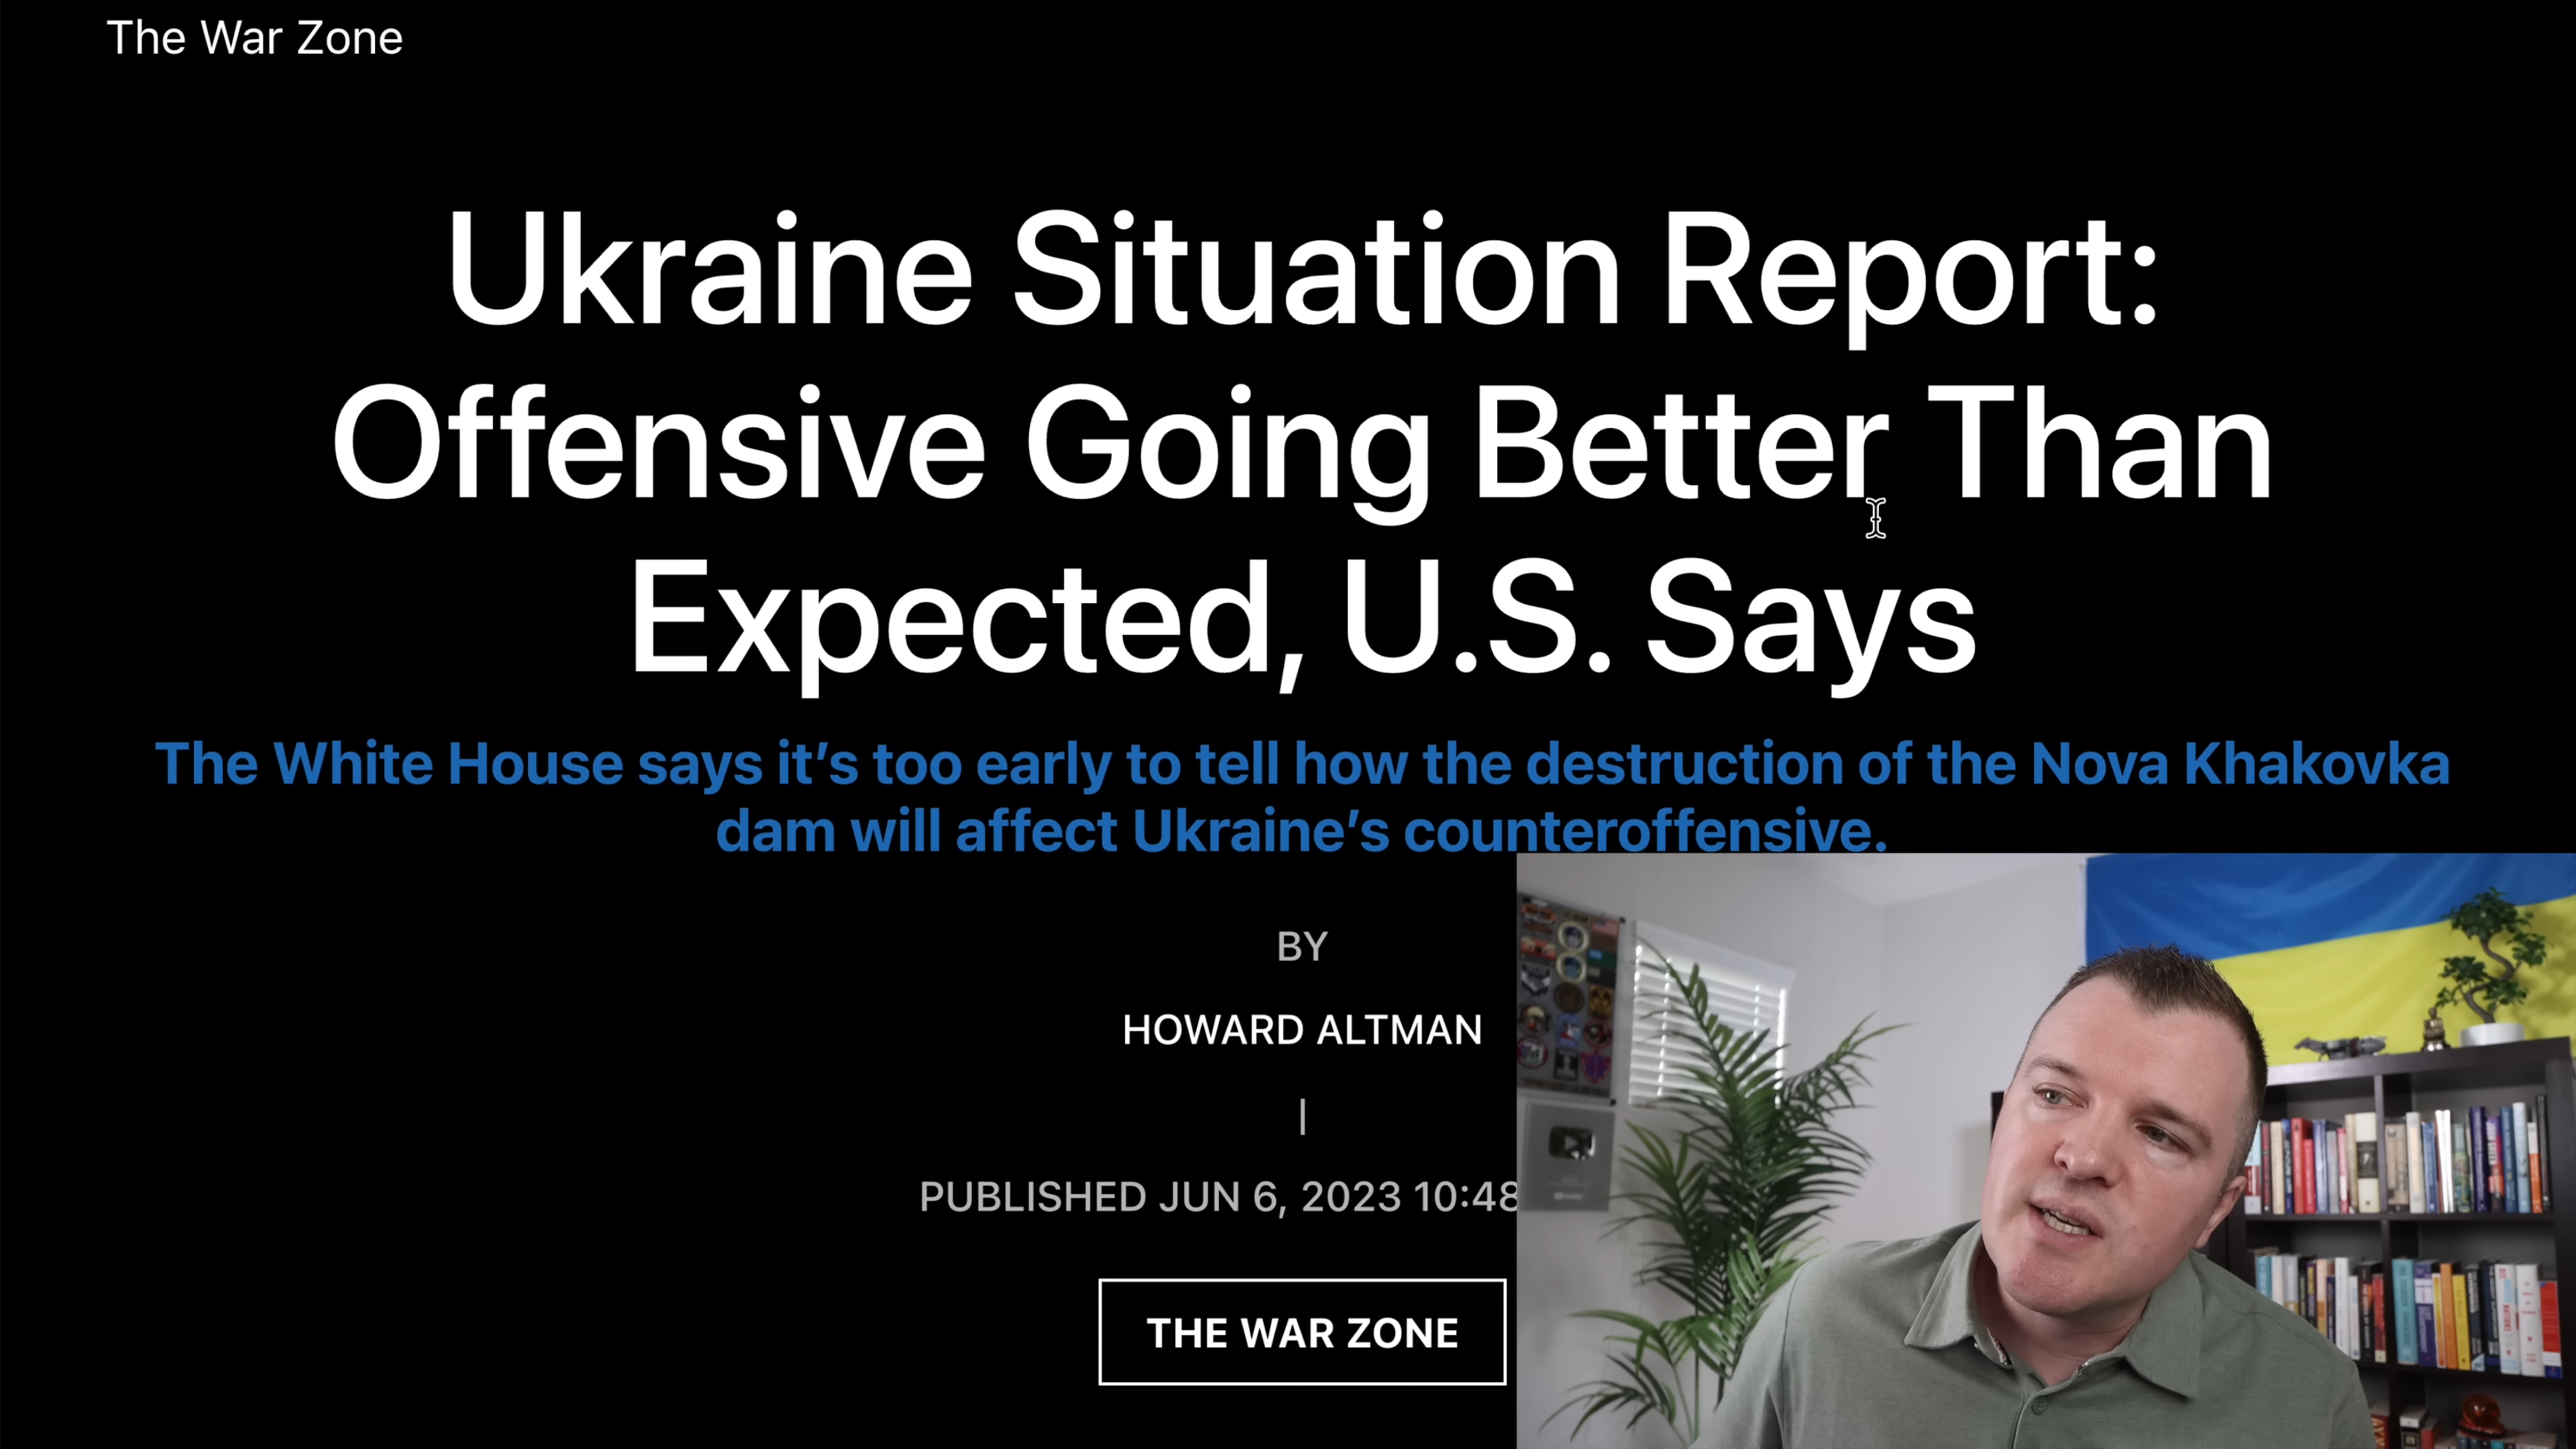 The War Zone
Ukraine Situation Report:
Offensive Going Better Than
Expected, U.S. Says
The White House says it’s too early to tell how the destruction of the Nova Khakovka
dam will affect Ukraine’s counteroffensive.
BY
HOWARD ALTMAN
|
PUBLISHED JUN 6, 2023 10:48
THE WAR ZONE